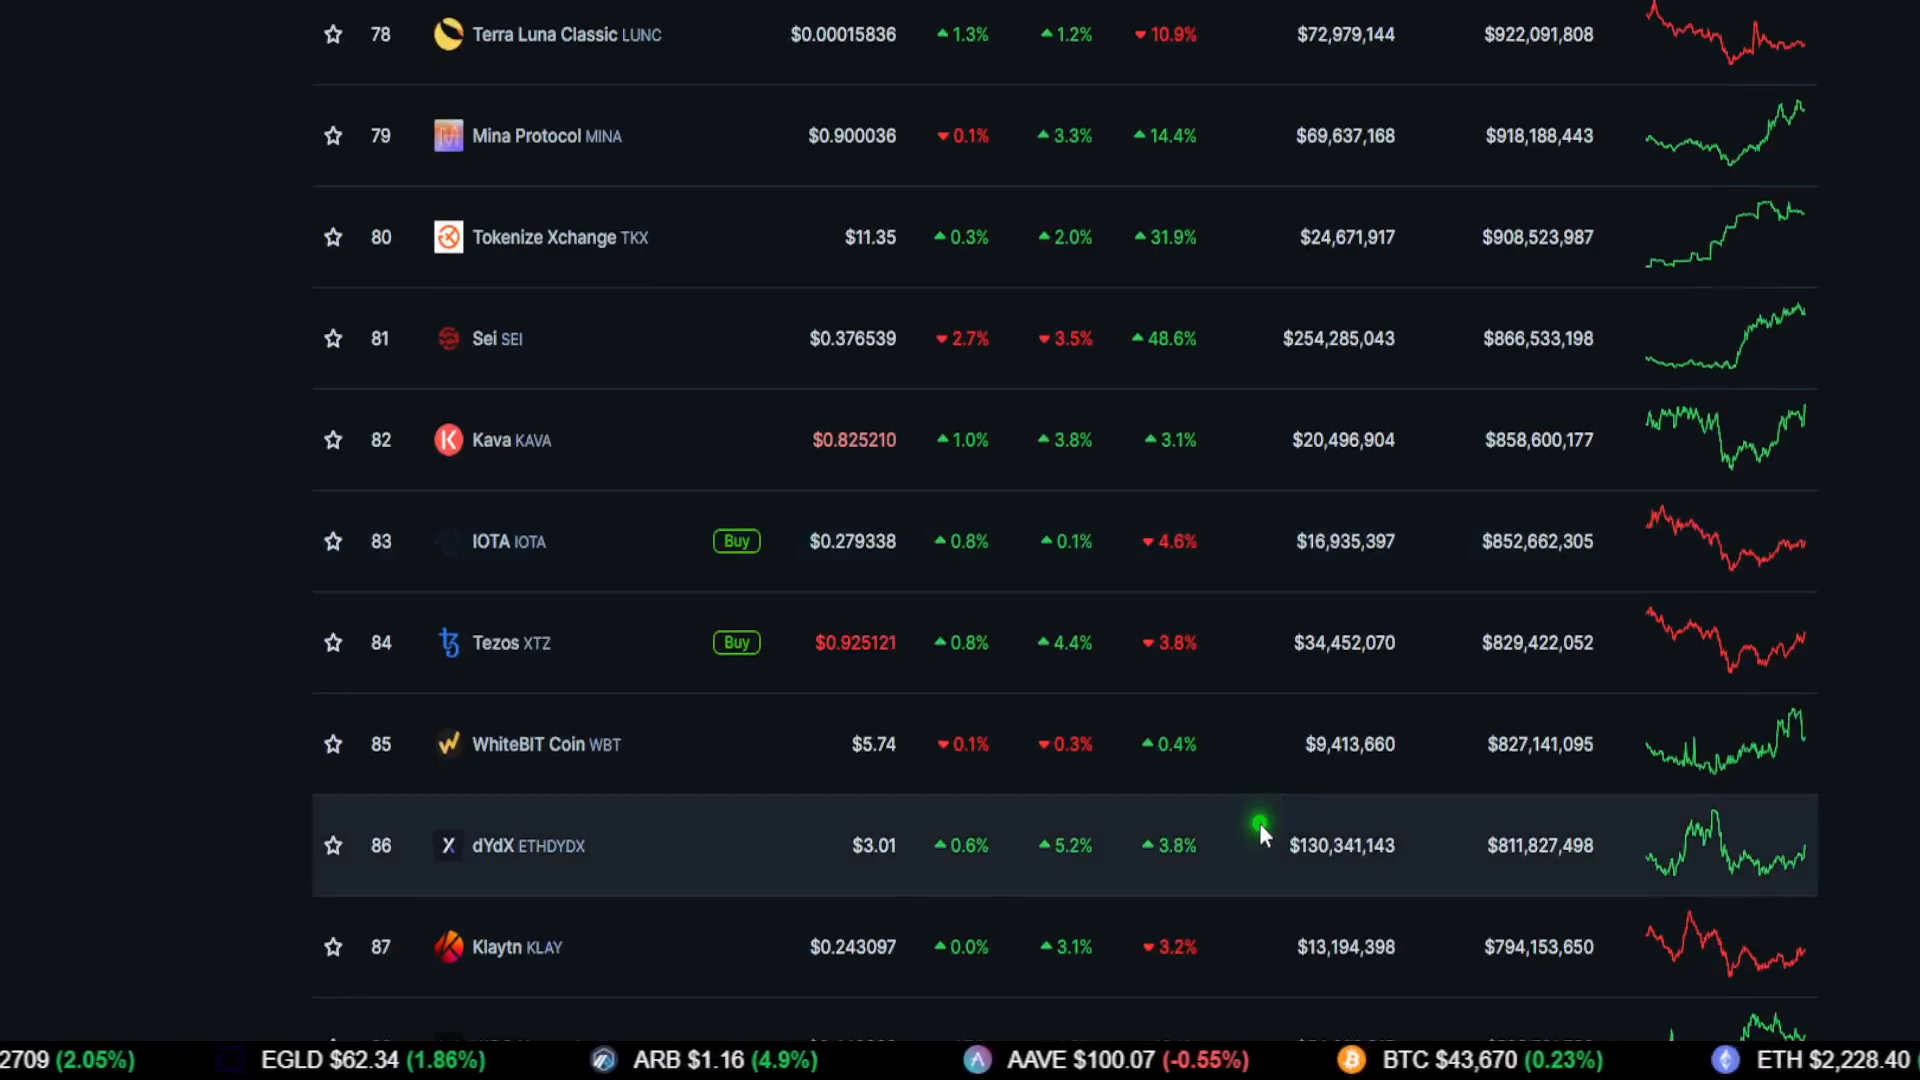 78 Terra Luna Classic LUNC $0.00015836 1.3% 1.2% 10.9% $72,979,144 $922,091,808
79 Mina Protocol MINA $0.900036 0.1% 3.3% 14.4% $69,637,168 $918,188,443
80 Tokenize Xchange TKX $11.35 0.3% 2.0% 31.9% $24,671,917 $908,523,987
81 Sei SEI $0.376539 2.7% 3.5% 48.6% $254,285,043 $866,533,198
82 Kava KAVA $0.825210 1.0% 3.8% 3.1% $20,496,904 $858,600,177
83 IOTA IOTA Buy $0.279338 0.8% 0.1% 4.6% $16,935,397 $852,662,305
84 Tezos XTZ Buy $0.925121 0.8% 4.4% 3.8% $34,452,070 $829,422,052
85 WhiteBIT Coin WBT $5.74 0.1% 0.3% 0.4% $9,413,660 $827,141,095
86 dYdX ETHDYDX $3.01 0.6% 5.2% 3.8% $130,341,143 $811,827,498
87 Klaytn KLAY $0.243097 0.0% 3.1% 3.2% $13,194,398 $794,153,650
2709 (2.05%) EGLD $62.34 (1.86%) ARB $1.16 (4.9%) AAVE $100.07 (-0.55%) BTC $43,670 (0.23%) ETH $2,228.40